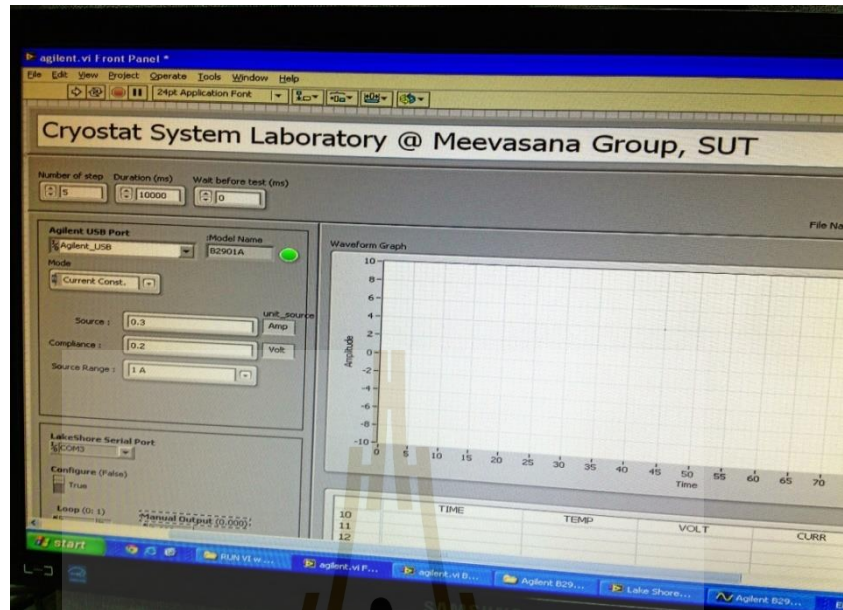 agilent.vi Front Panel *
File Edit View Project Operate Tools Window Help
24pt Application Font
Cryostat System Laboratory @ Meevasana Group, SUT
Number of step Duration (ms) Wait before test (ms)
5 10000 0
File Na
Agilent USB Port :Model Name
Agilent_USB B2901A
Mode
Current Const.
unit_source
Source : 0.3 Amp
Compliance : 0.2 Volt
Source Range : 1 A
Waveform Graph
10
8
6
4
2
0
-2
-4
-6
-8
-10
Amplitude
0 5 10 15 20 25 30 35 40 45 50 55 60 65 70
Time
LakeShore Serial Port
COM3
Configure (False)
True
Loop (0: 1) Manual Output (0.000)
TIME TEMP VOLT CURR
10
11
12
start
RUN VI w ... agilent.vi F... agilent.vi B... Agilent B29... Lake Shore... Agilent B29...